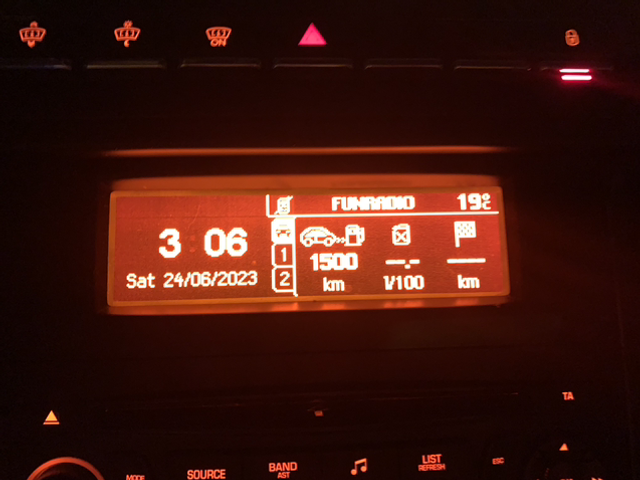 ON
FUNRADIO 19°C
3:06
1
1500 --.- ----
2
Sat 24/06/2023
km l/100 km
TA
MODE SOURCE BAND AST LIST REFRESH ESC